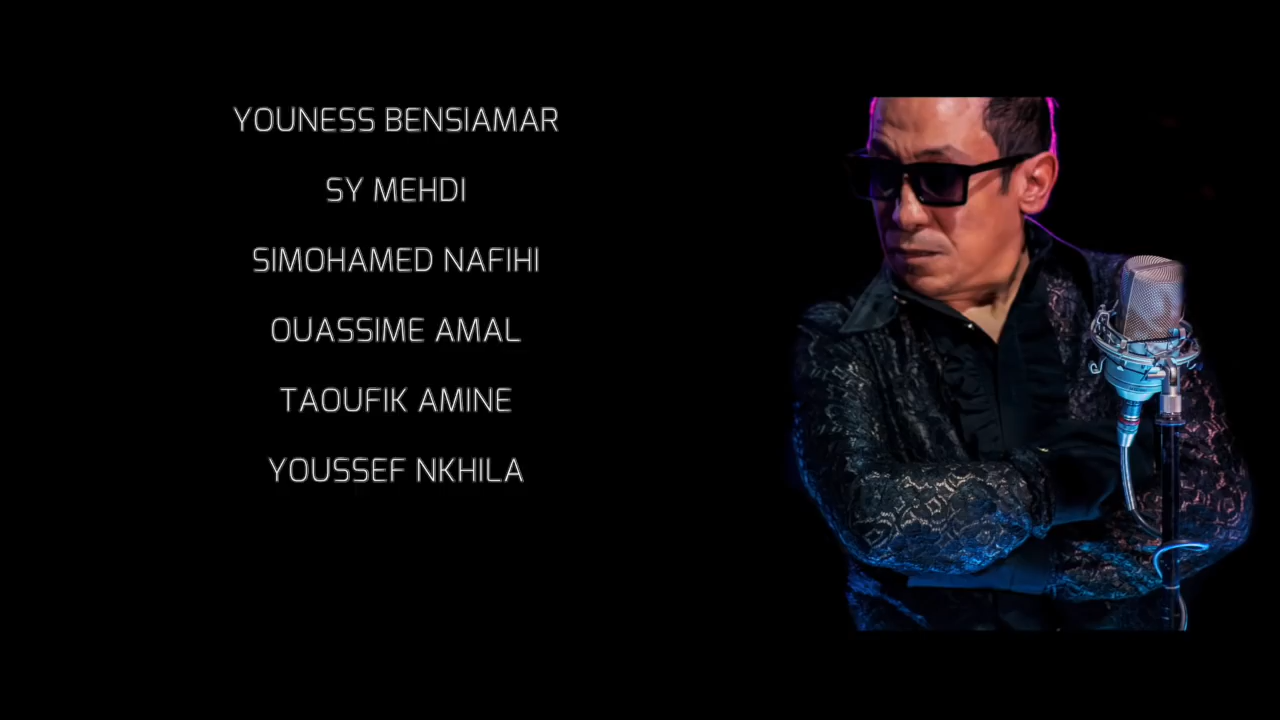 YOUNESS BENSIAMAR
SY MEHDI
SIMOHAMED NAFIHI
OUASSIME AMAL
TAOUFIK AMINE
YOUSSEF NKHILA